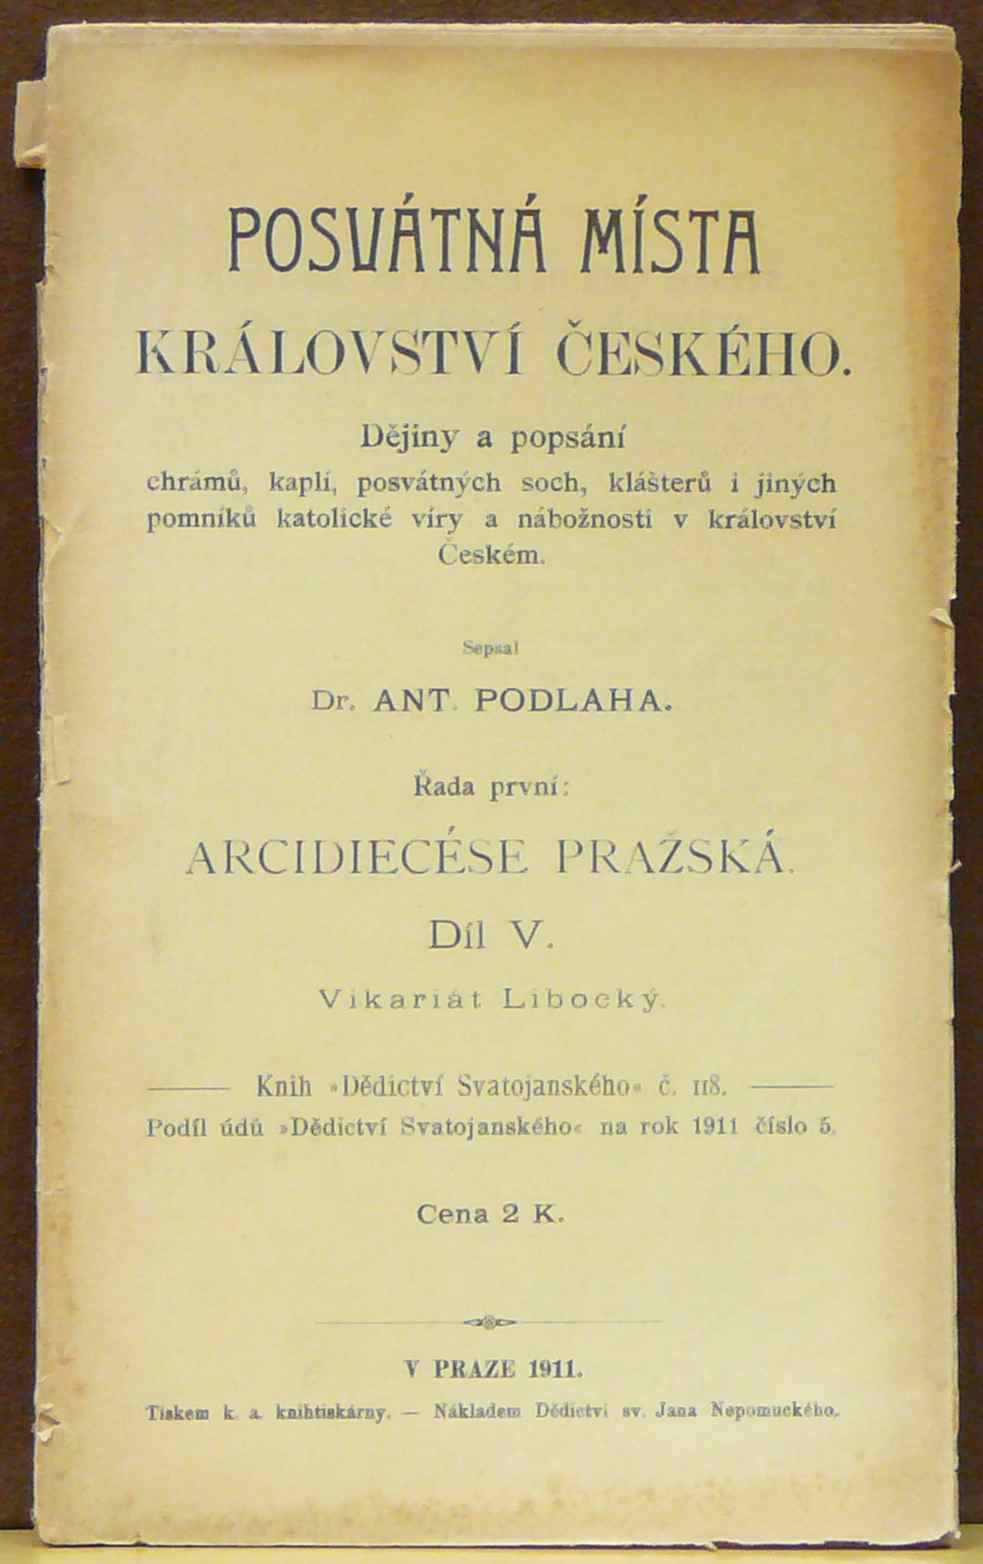 POSVÁTNÁ MÍSTA
KRÁLOVSTVÍ ČESKÉHO.
Dějiny a popsání
chrámů, kaplí, posvátných soch, klášterů i jiných
pomníků katolické víry a nábožnosti v království
Českém.
Sepsal
Dr. ANT. PODLAHA.
Řada první:
ARCIDIECÉSE PRAŽSKÁ.
Díl V.
Vikariát Libocký.
Knih »Dědictví Svatojanského« č. 118.
Podíl údů »Dědictví Svatojanského« na rok 1911 číslo 5.
Cena 2 K.
V PRAZE 1911.
Tiskem k. a. knihtiskárny. — Nákladem Dědictví sv. Jana Nepomuckého.